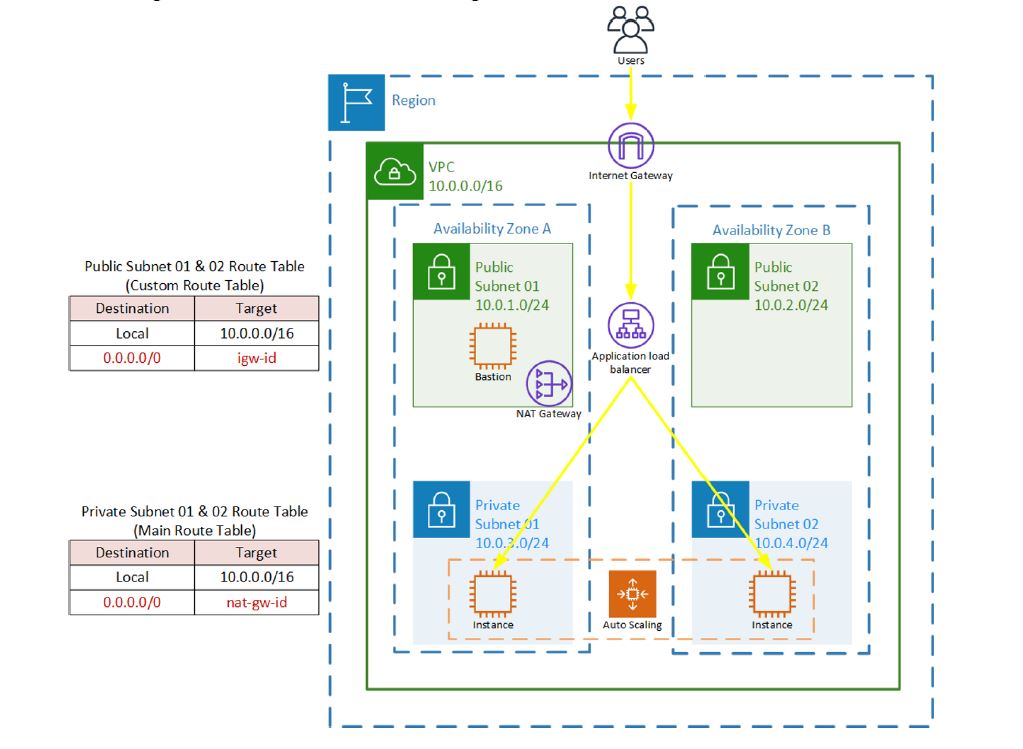 Users
Region
Internet Gateway
VPC
10.0.0.0/16
Availability Zone A
Availability Zone B
Public
Subnet 01
10.0.1.0/24
Public
Subnet 02
10.0.2.0/24
Bastion
NAT Gateway
Application load
balancer
Public Subnet 01 & 02 Route Table
(Custom Route Table)
Destination Target
Local 10.0.0.0/16
0.0.0.0/0 igw-id
Private
Subnet 01
10.0.3.0/24
Private
Subnet 02
10.0.4.0/24
Private Subnet 01 & 02 Route Table
(Main Route Table)
Destination Target
Local 10.0.0.0/16
0.0.0.0/0 nat-gw-id
Instance
Auto Scaling
Instance